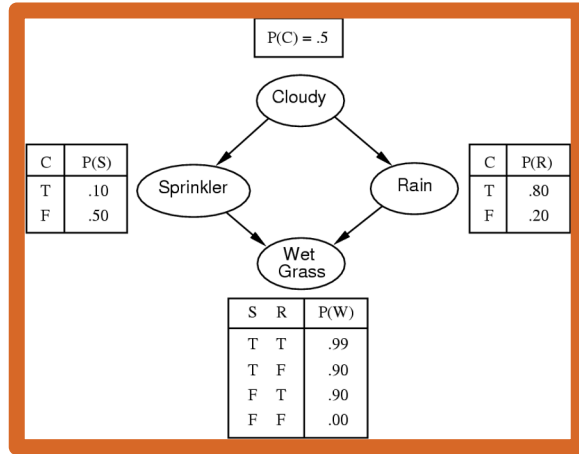 P(C) = .5
Cloudy
C P(S)
T .10
F .50
Sprinkler
Rain
C P(R)
T .80
F .20
Wet
Grass
S R P(W)
T T .99
T F .90
F T .90
F F .00